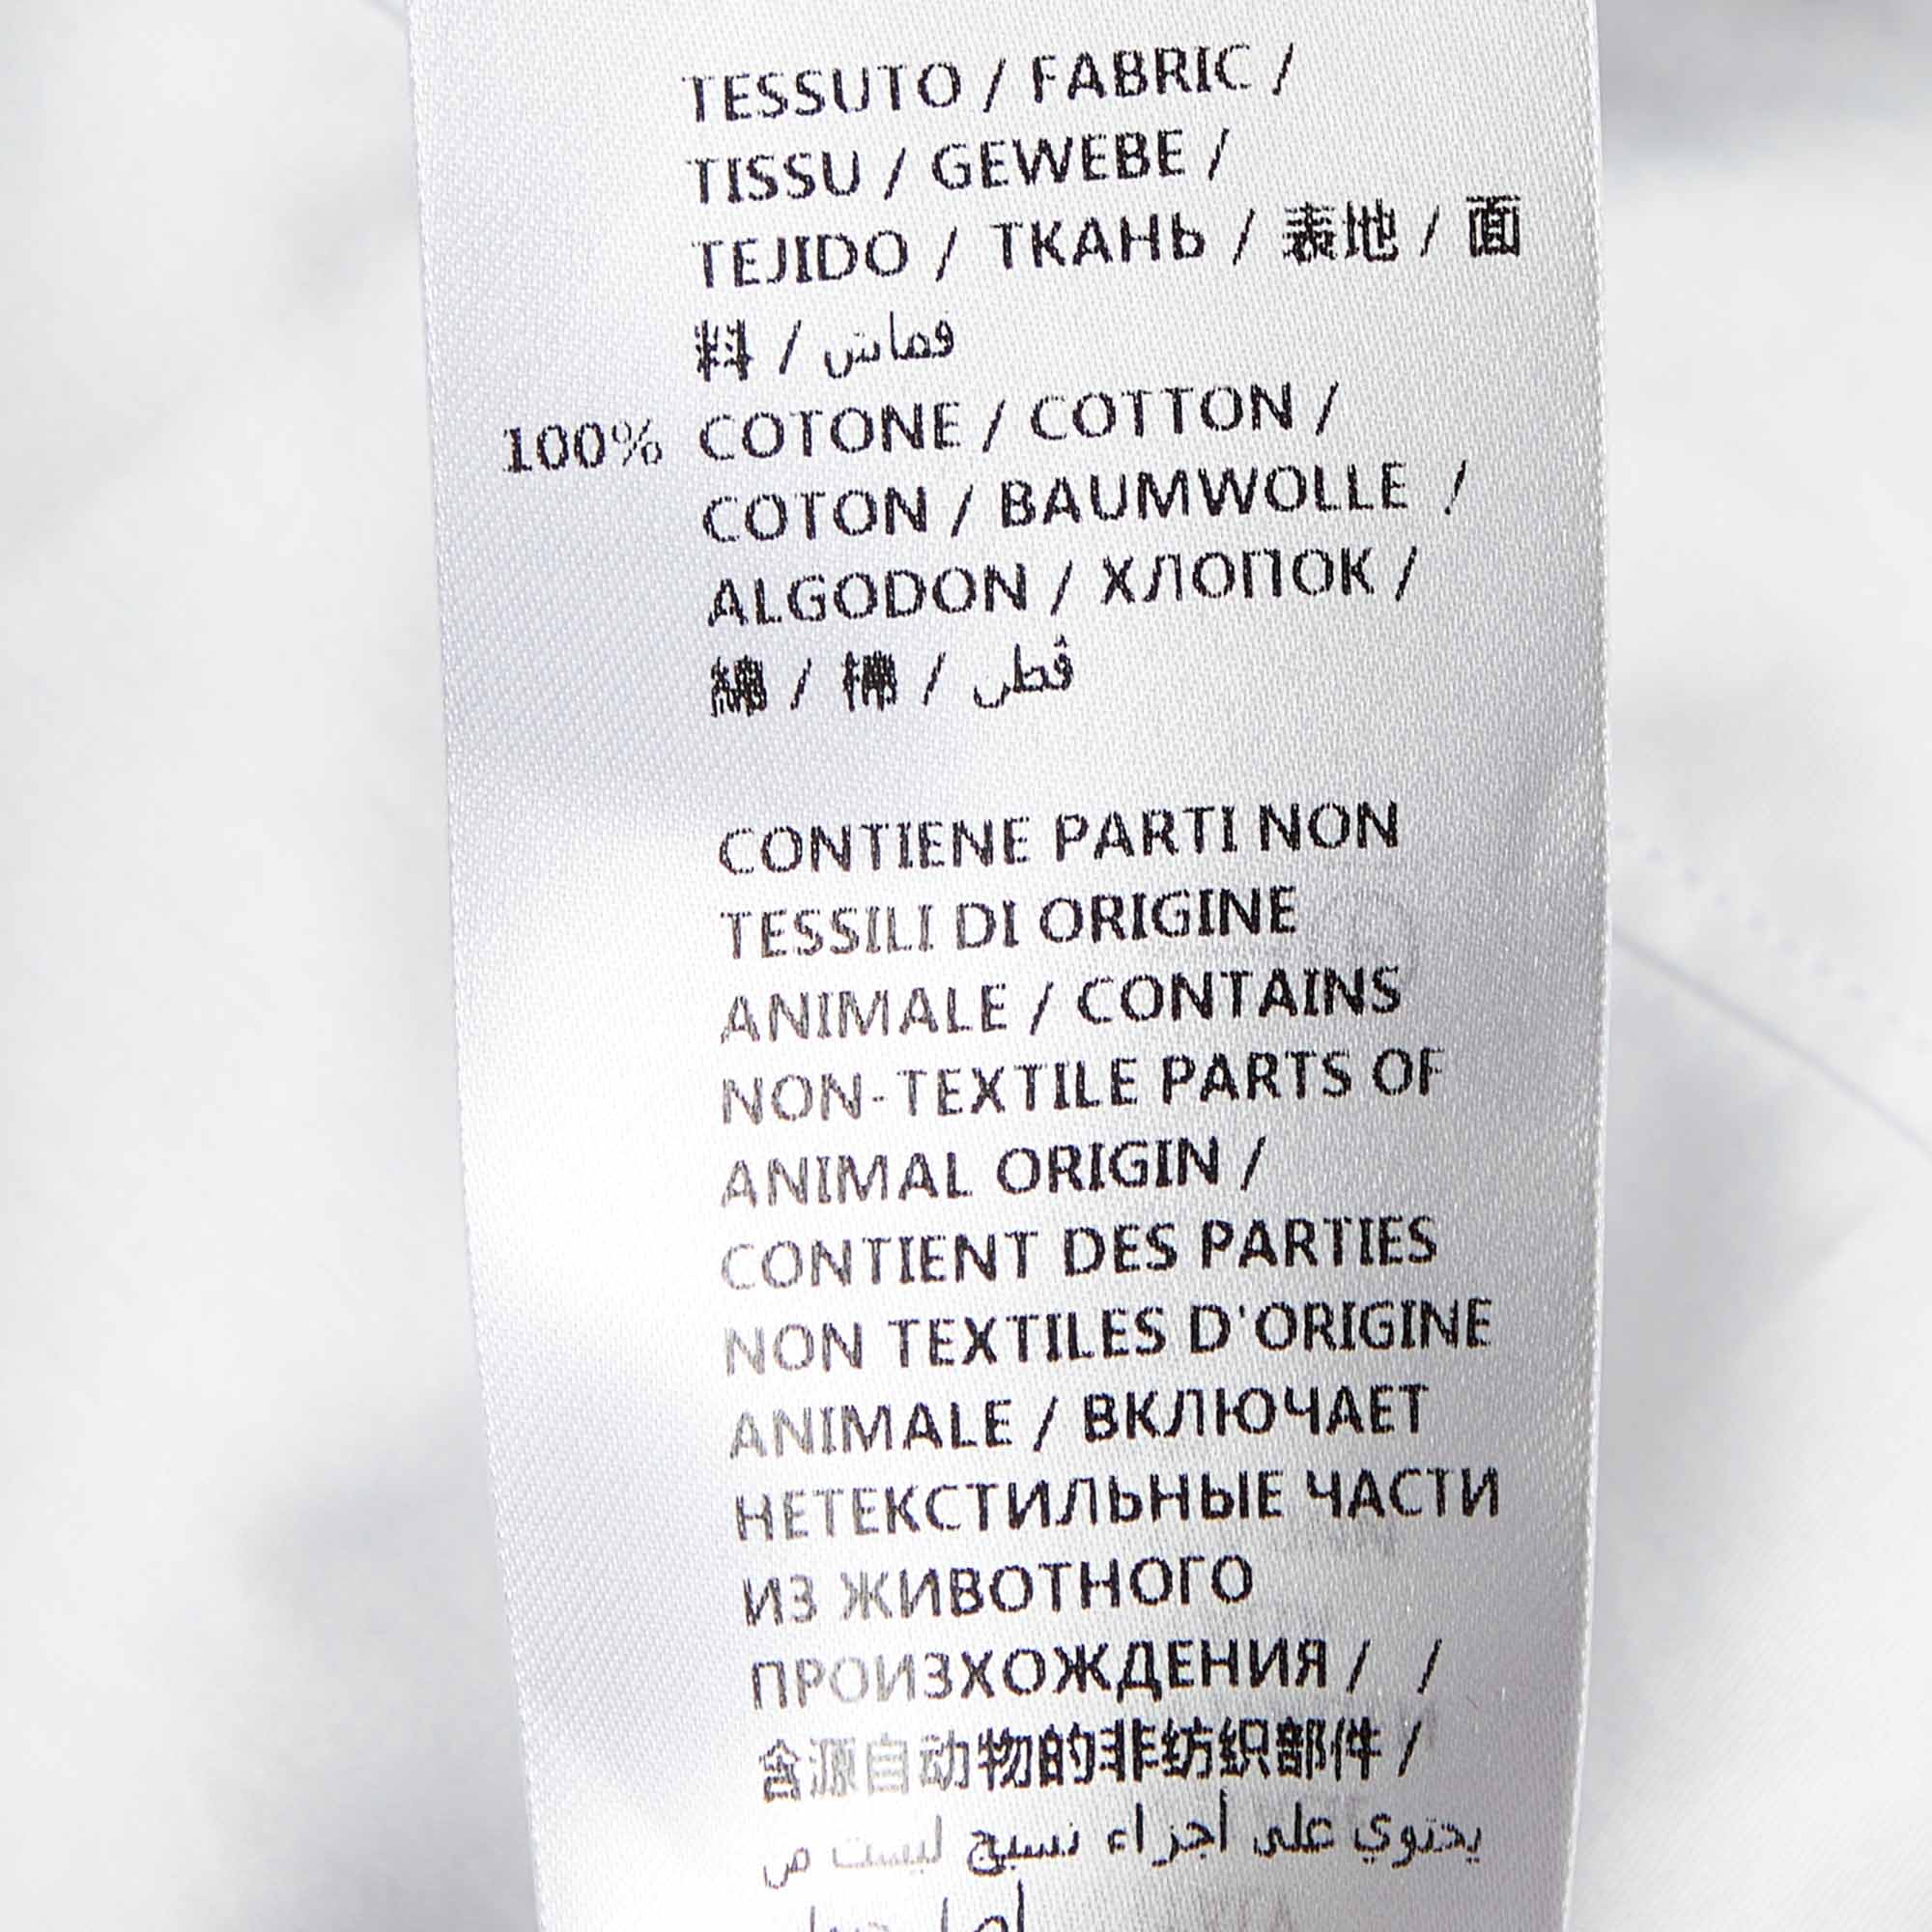 TESSUTO / FABRIC /
TISSU / GEWEBE /
TEJIDO / ТКАНЬ / 表地 / 面
料 / قماش
100% COTONE / COTTON /
COTON / BAUMWOLLE /
ALGODON / ХЛОПОК /
綿 / 棉 / قطن
CONTIENE PARTI NON
TESSILI DI ORIGINE
ANIMALE / CONTAINS
NON-TEXTILE PARTS OF
ANIMAL ORIGIN /
CONTIENT DES PARTIES
NON TEXTILES D'ORIGINE
ANIMALE / ВКЛЮЧАЕТ
НЕТЕКСТИЛЬНЫЕ ЧАСТИ
ИЗ ЖИВОТНОГО
ПРОИЗХОЖДЕНИЯ / /
含源自动物的非纺织部件 /
يحتوي على أجزاء نسيج ليست من